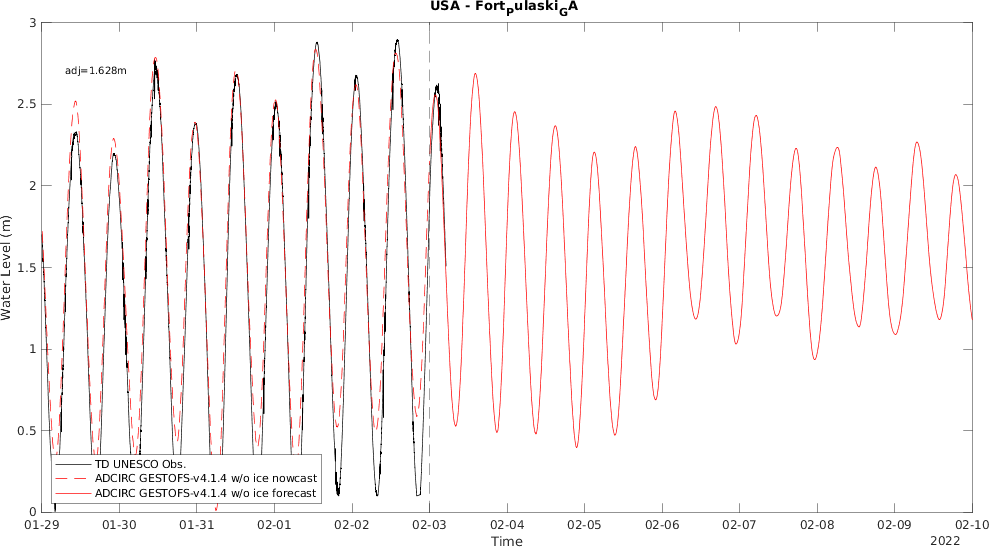 USA - FortPulaskiGA
adj=1.628m
Water Level (m)
3
2.5
2
1.5
1
0.5
0
TD UNESCO Obs.
ADCIRC GESTOFS-v4.1.4 w/o ice nowcast
ADCIRC GESTOFS-v4.1.4 w/o ice forecast
01-29 01-30 01-31 02-01 02-02 02-03 02-04 02-05 02-06 02-07 02-08 02-09 02-10
Time
2022